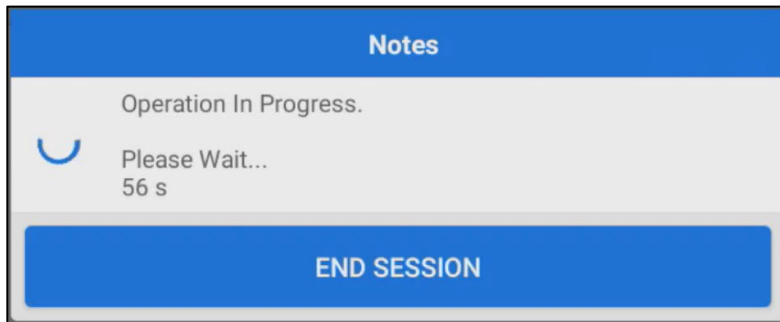 Notes
Operation In Progress.
Please Wait...
56 s
END SESSION